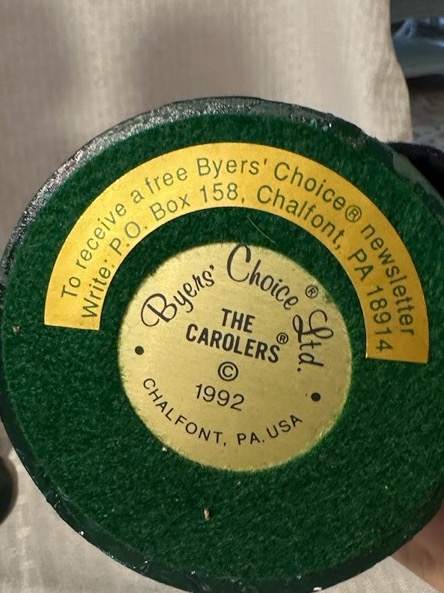 To receive a free Byers' Choice® newsletter
Write: P.O. Box 158, Chalfont, PA 18914
Byers' Choice® Ltd.
THE
CAROLERS®
©
1992
CHALFONT, PA. USA